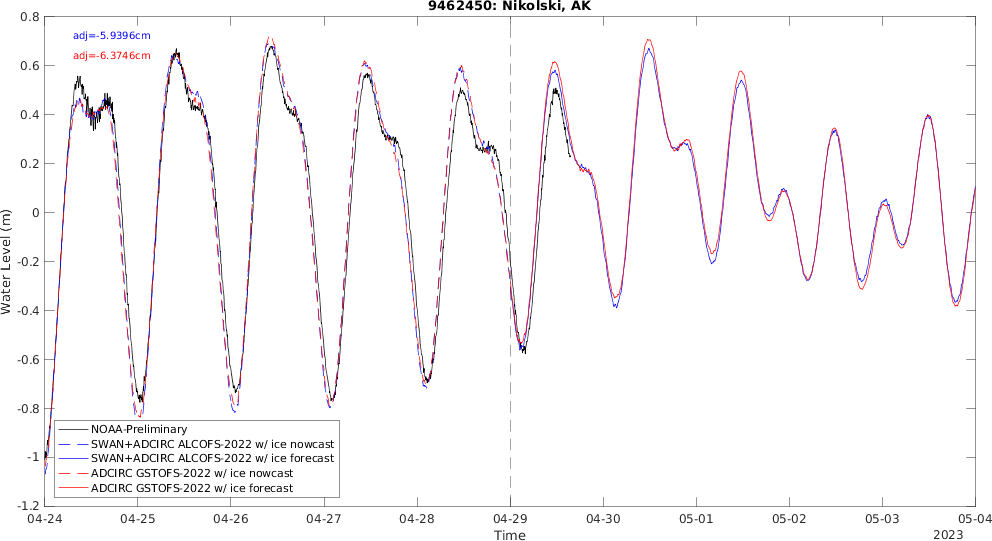 9462450: Nikolski, AK
adj=-5.9396cm
adj=-6.3746cm
0.8
0.6
0.4
0.2
0
-0.2
-0.4
-0.6
-0.8
-1
-1.2
Water Level (m)
NOAA-Preliminary
SWAN+ADCIRC ALCOFS-2022 w/ ice nowcast
SWAN+ADCIRC ALCOFS-2022 w/ ice forecast
ADCIRC GSTOFS-2022 w/ ice nowcast
ADCIRC GSTOFS-2022 w/ ice forecast
04-24 04-25 04-26 04-27 04-28 04-29 04-30 05-01 05-02 05-03 05-04
Time
2023